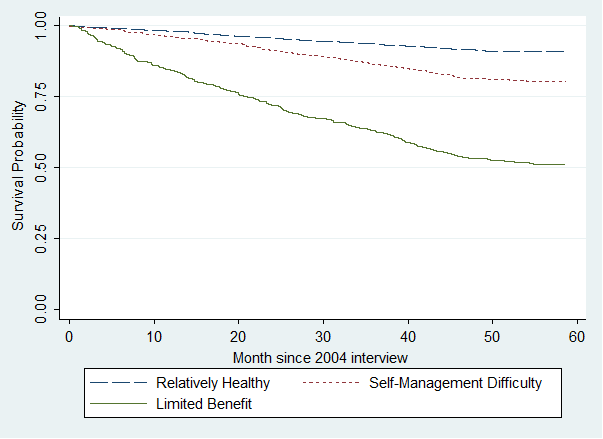 1.00
0.75
0.50
0.25
0.00
Survival Probability
0 10 20 30 40 50 60
Month since 2004 interview
Relatively Healthy Self-Management Difficulty
Limited Benefit